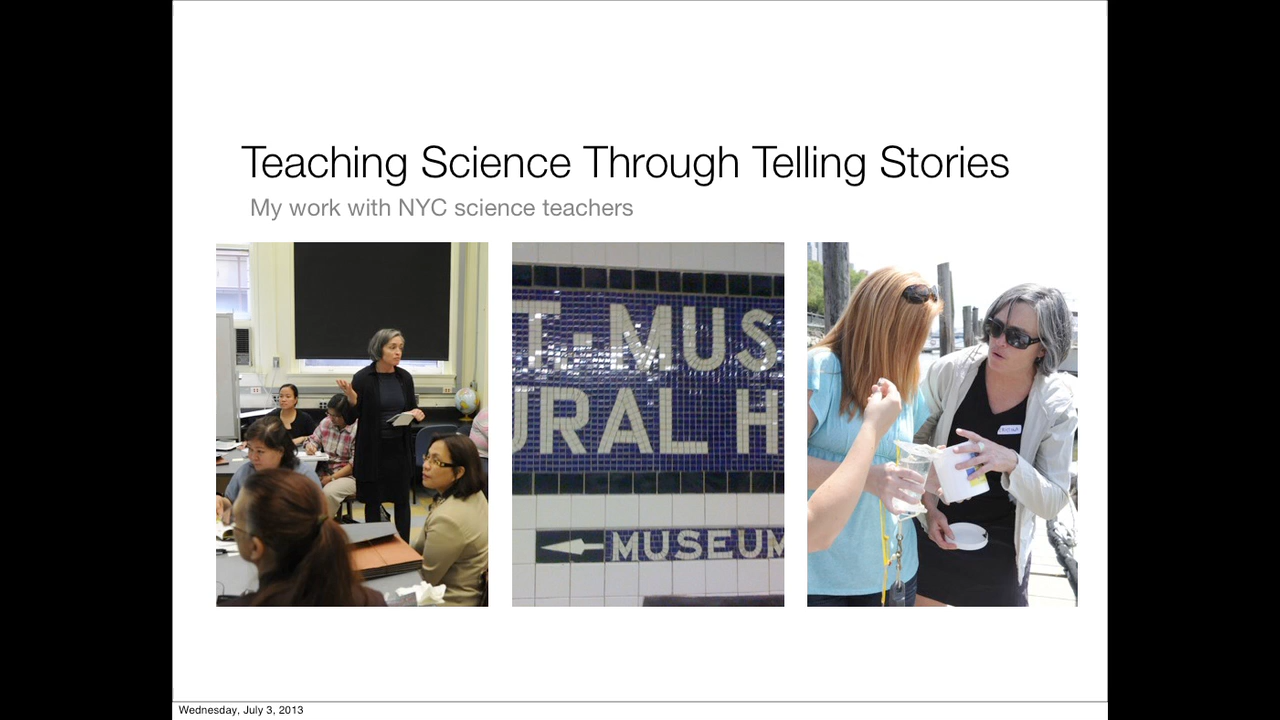 Teaching Science Through Telling Stories
My work with NYC science teachers
T-MUS
URAL H
MUSEUM
Wednesday, July 3, 2013